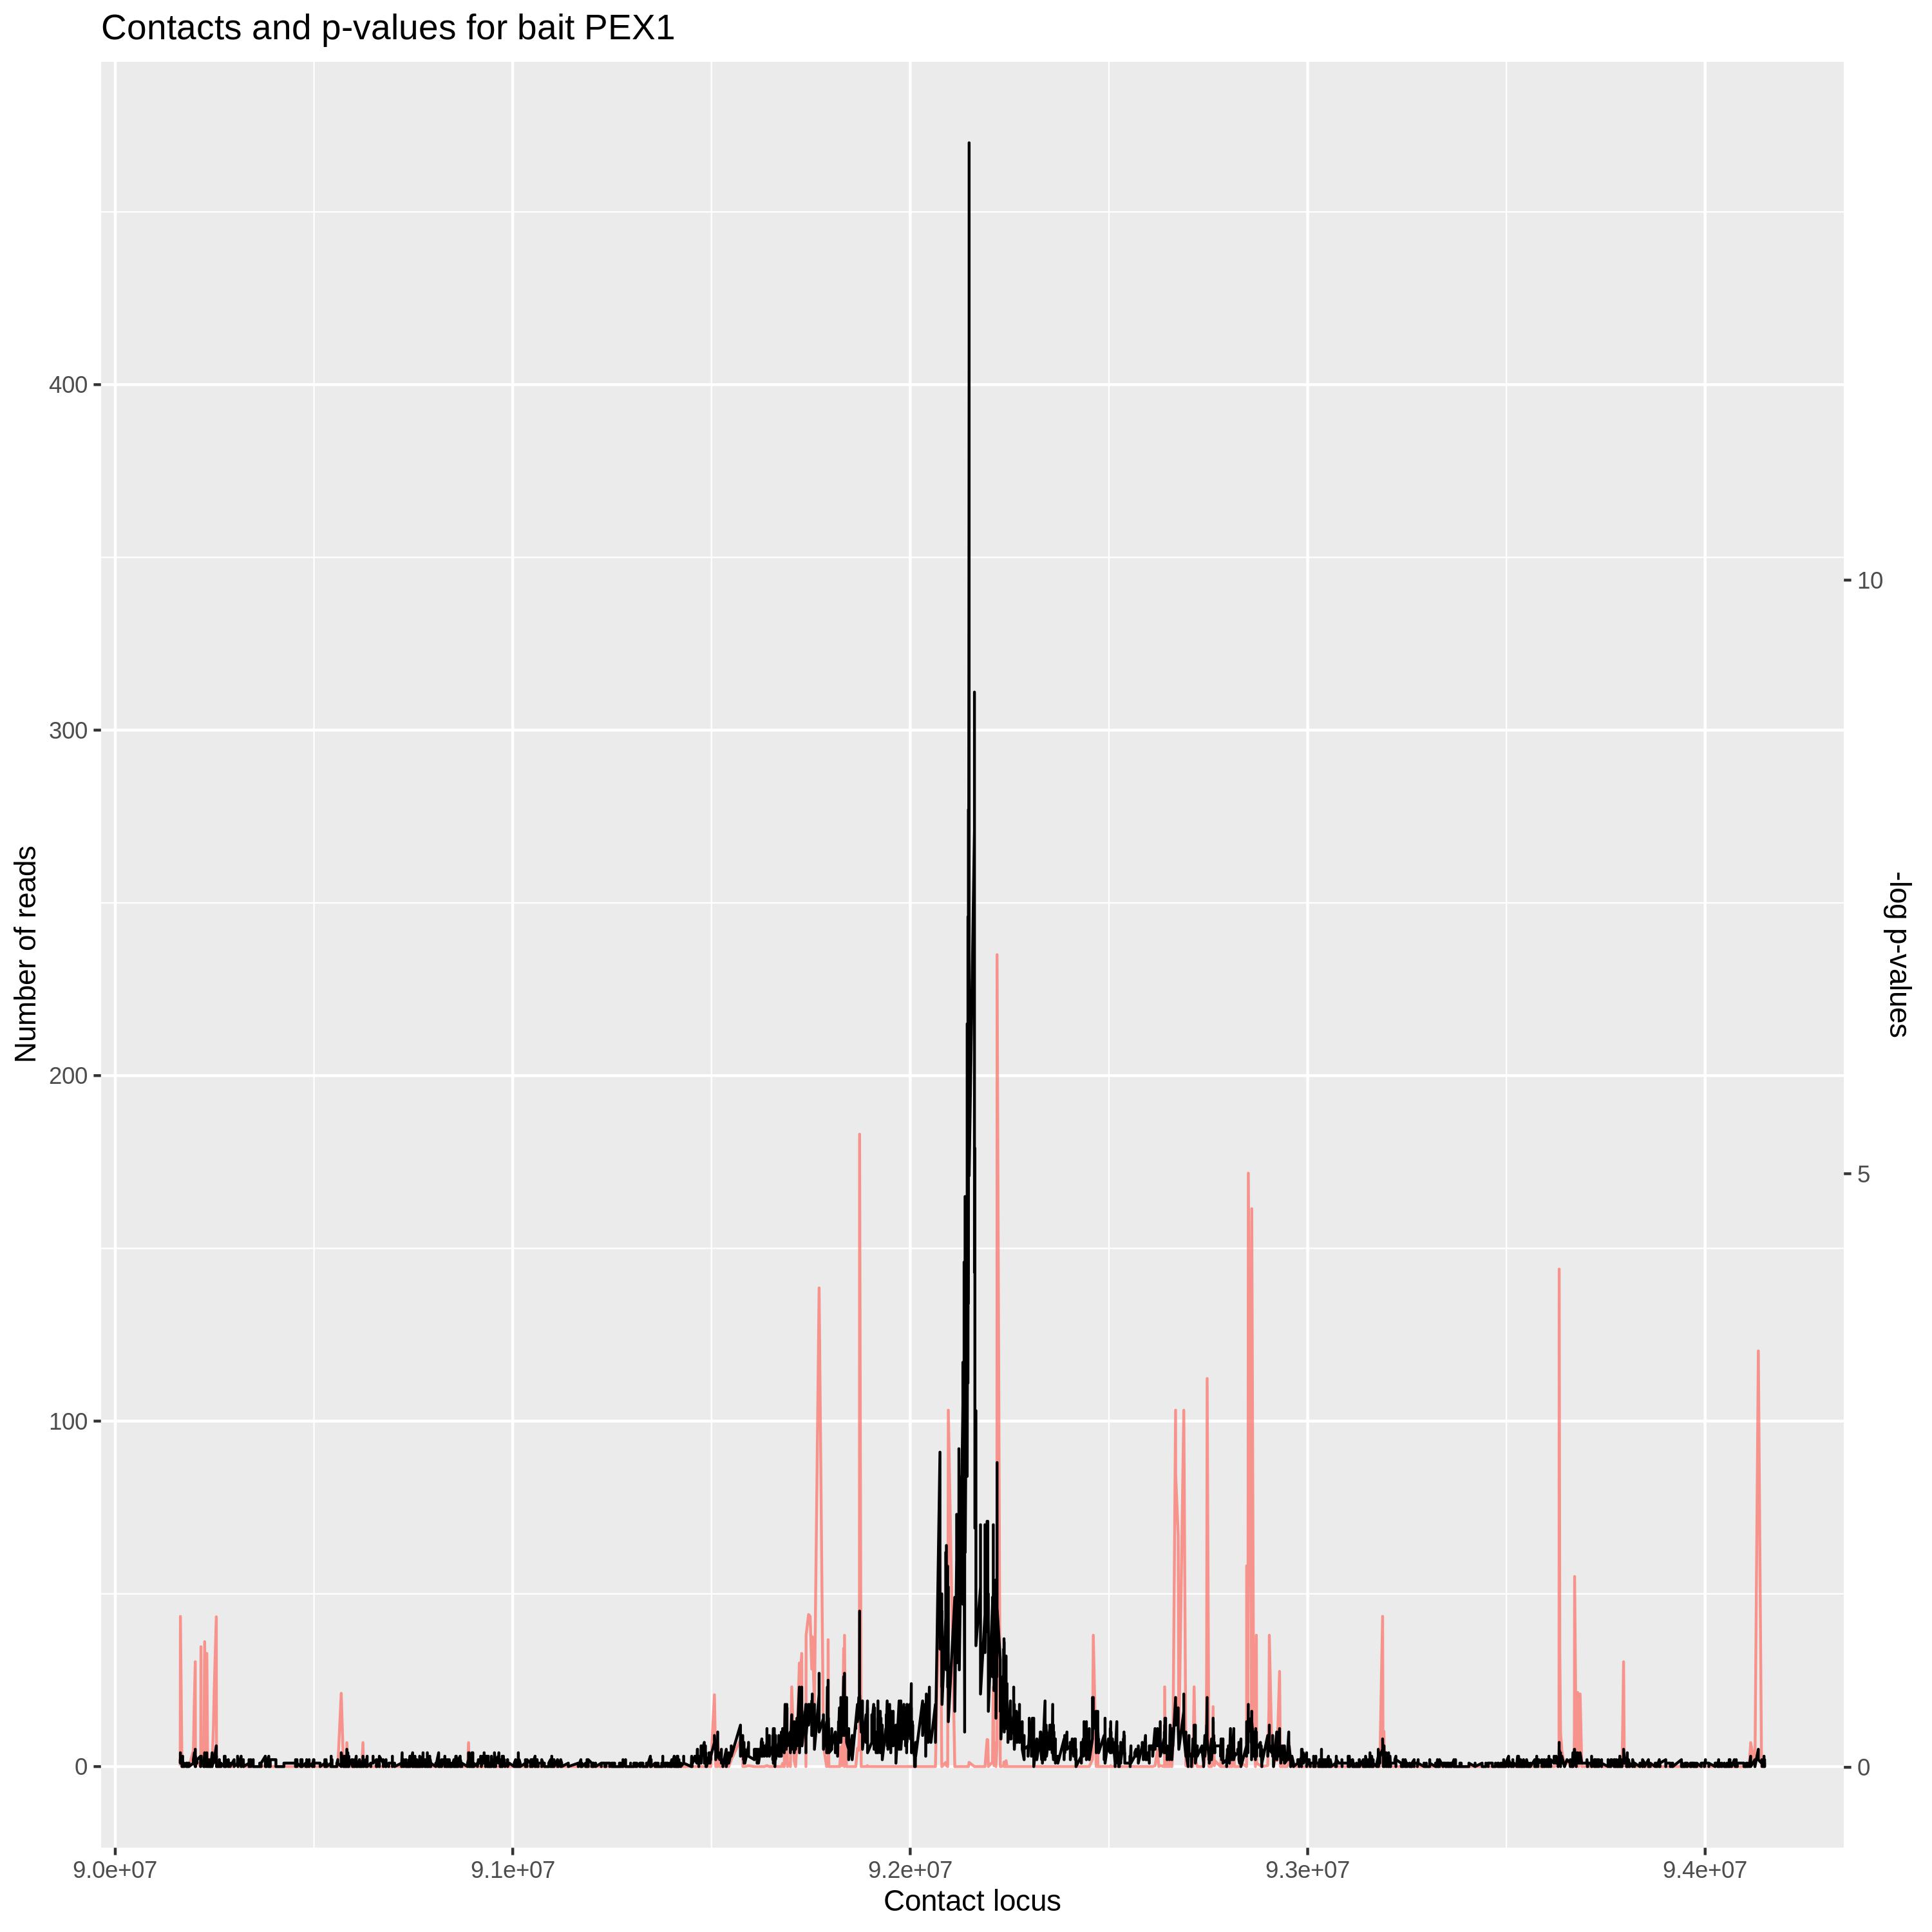 Contacts and p-values for bait PEX1
Number of reads
400
300
200
100
0
10
5
0
-log p-values
9.0e+07
9.1e+07
9.2e+07
9.3e+07
9.4e+07
Contact locus